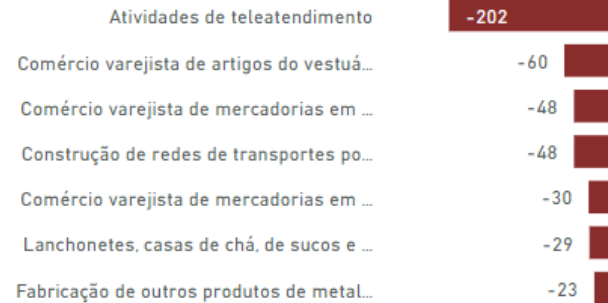 Atividades de teleatendimento -202
Comércio varejista de artigos do vestuá... -60
Comércio varejista de mercadorias em ... -48
Construção de redes de transportes po... -48
Comércio varejista de mercadorias em ... -30
Lanchonetes, casas de chá, de sucos e ... -29
Fabricação de outros produtos de metal... -23